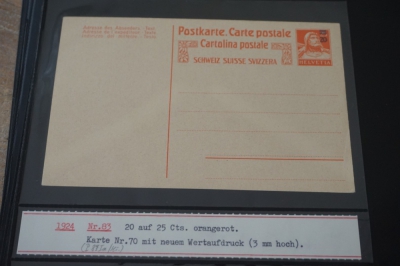 Postkarte. Carte postale
Cartolina postale
SCHWEIZ SUISSE SVIZZERA
HELVETIA
1924 Nr.83 20 auf 25 Cts. orangerot.
Karte Nr.70 mit neuem Wertaufdruck (3 mm hoch).